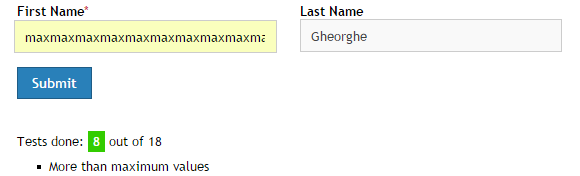 First Name* Last Name
maxmaxmaxmaxmaxmaxmaxmaxmaxma Gheorghe
Submit
Tests done: 8 out of 18
More than maximum values